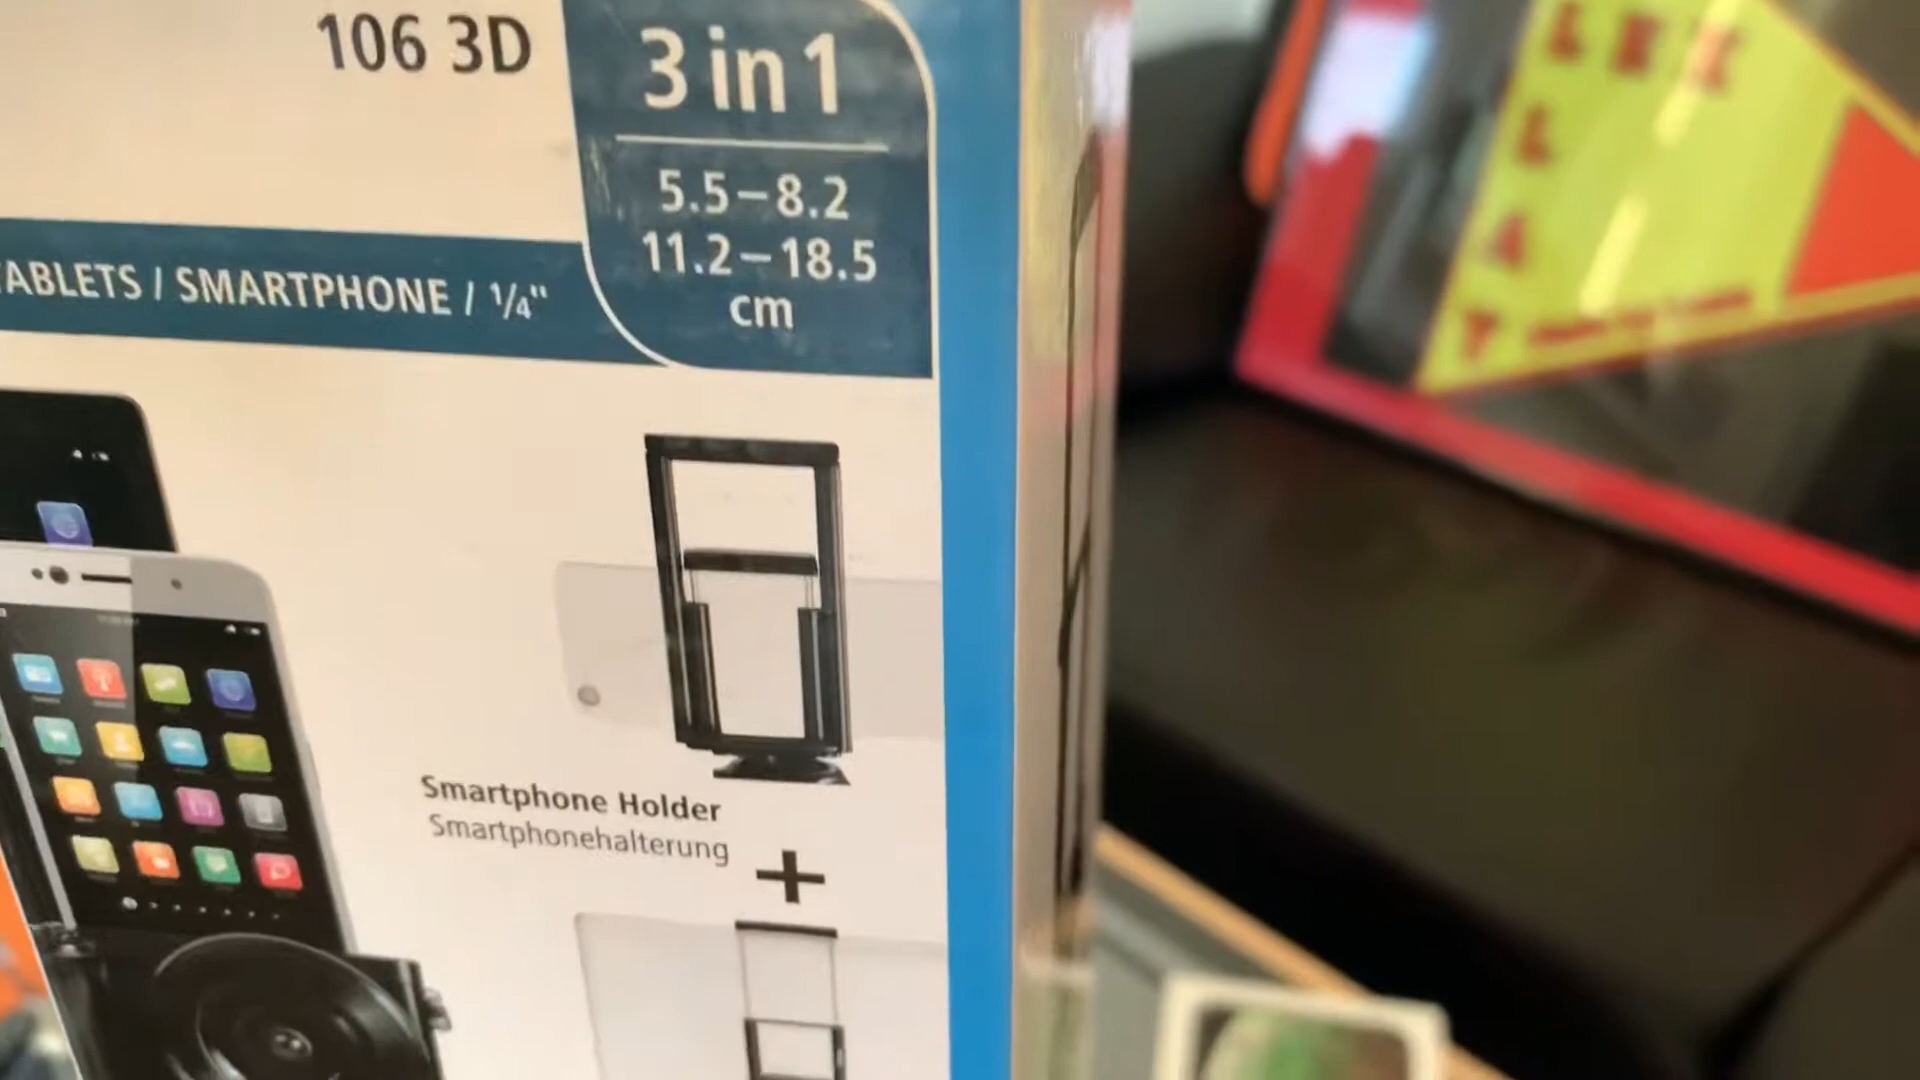 106 3D
3 in 1
5.5–8.2
11.2–18.5
cm
TABLETS / SMARTPHONE / 1/4"
Smartphone Holder
Smartphonehalterung
+